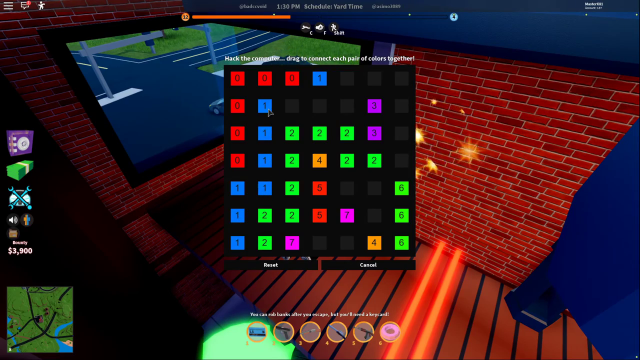 1:30 PM Schedule: Yard Time
C F Shift
Hack the computer... drag to connect each pair of colors together!
0 0 0 1
0 1 3
0 1 2 2 2 3
0 1 2 4 2 2
1 1 2 5 6
1 2 2 5 7 6
1 2 7 4 6
Reset Cancel
Bounty
$3,900
You can rob banks after you escape, but you'll need a keycard!